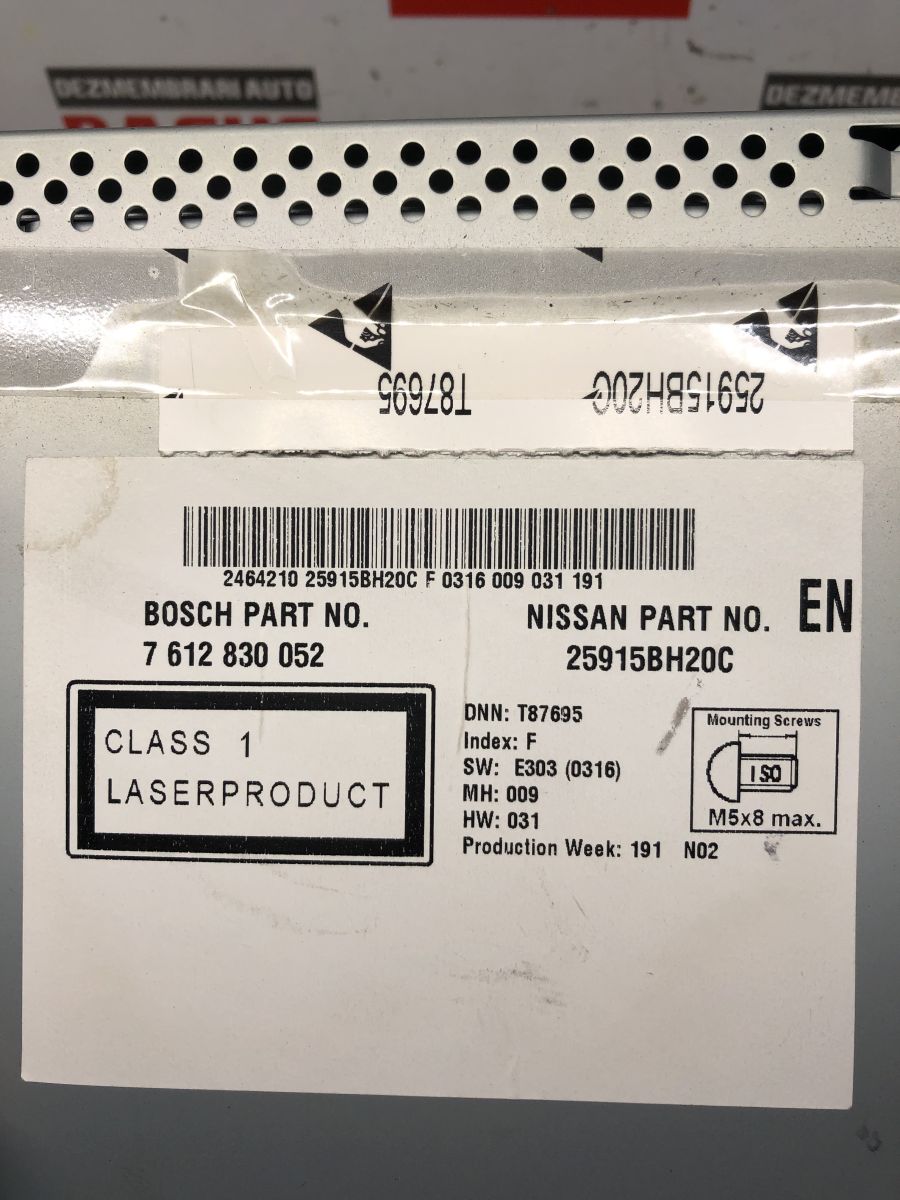 DEZMEMBRARI AUTO
DEZMEME
T87695
25915BH20C
2464210 25915BH20C F 0316 009 031 191
BOSCH PART NO.
7 612 830 052
NISSAN PART NO.
25915BH20C
EN
CLASS 1
LASERPRODUCT
DNN: T87695
Index: F
SW: E303 (0316)
MH: 009
HW: 031
Production Week: 191 N02
Mounting Screws
ISO
M5x8 max.